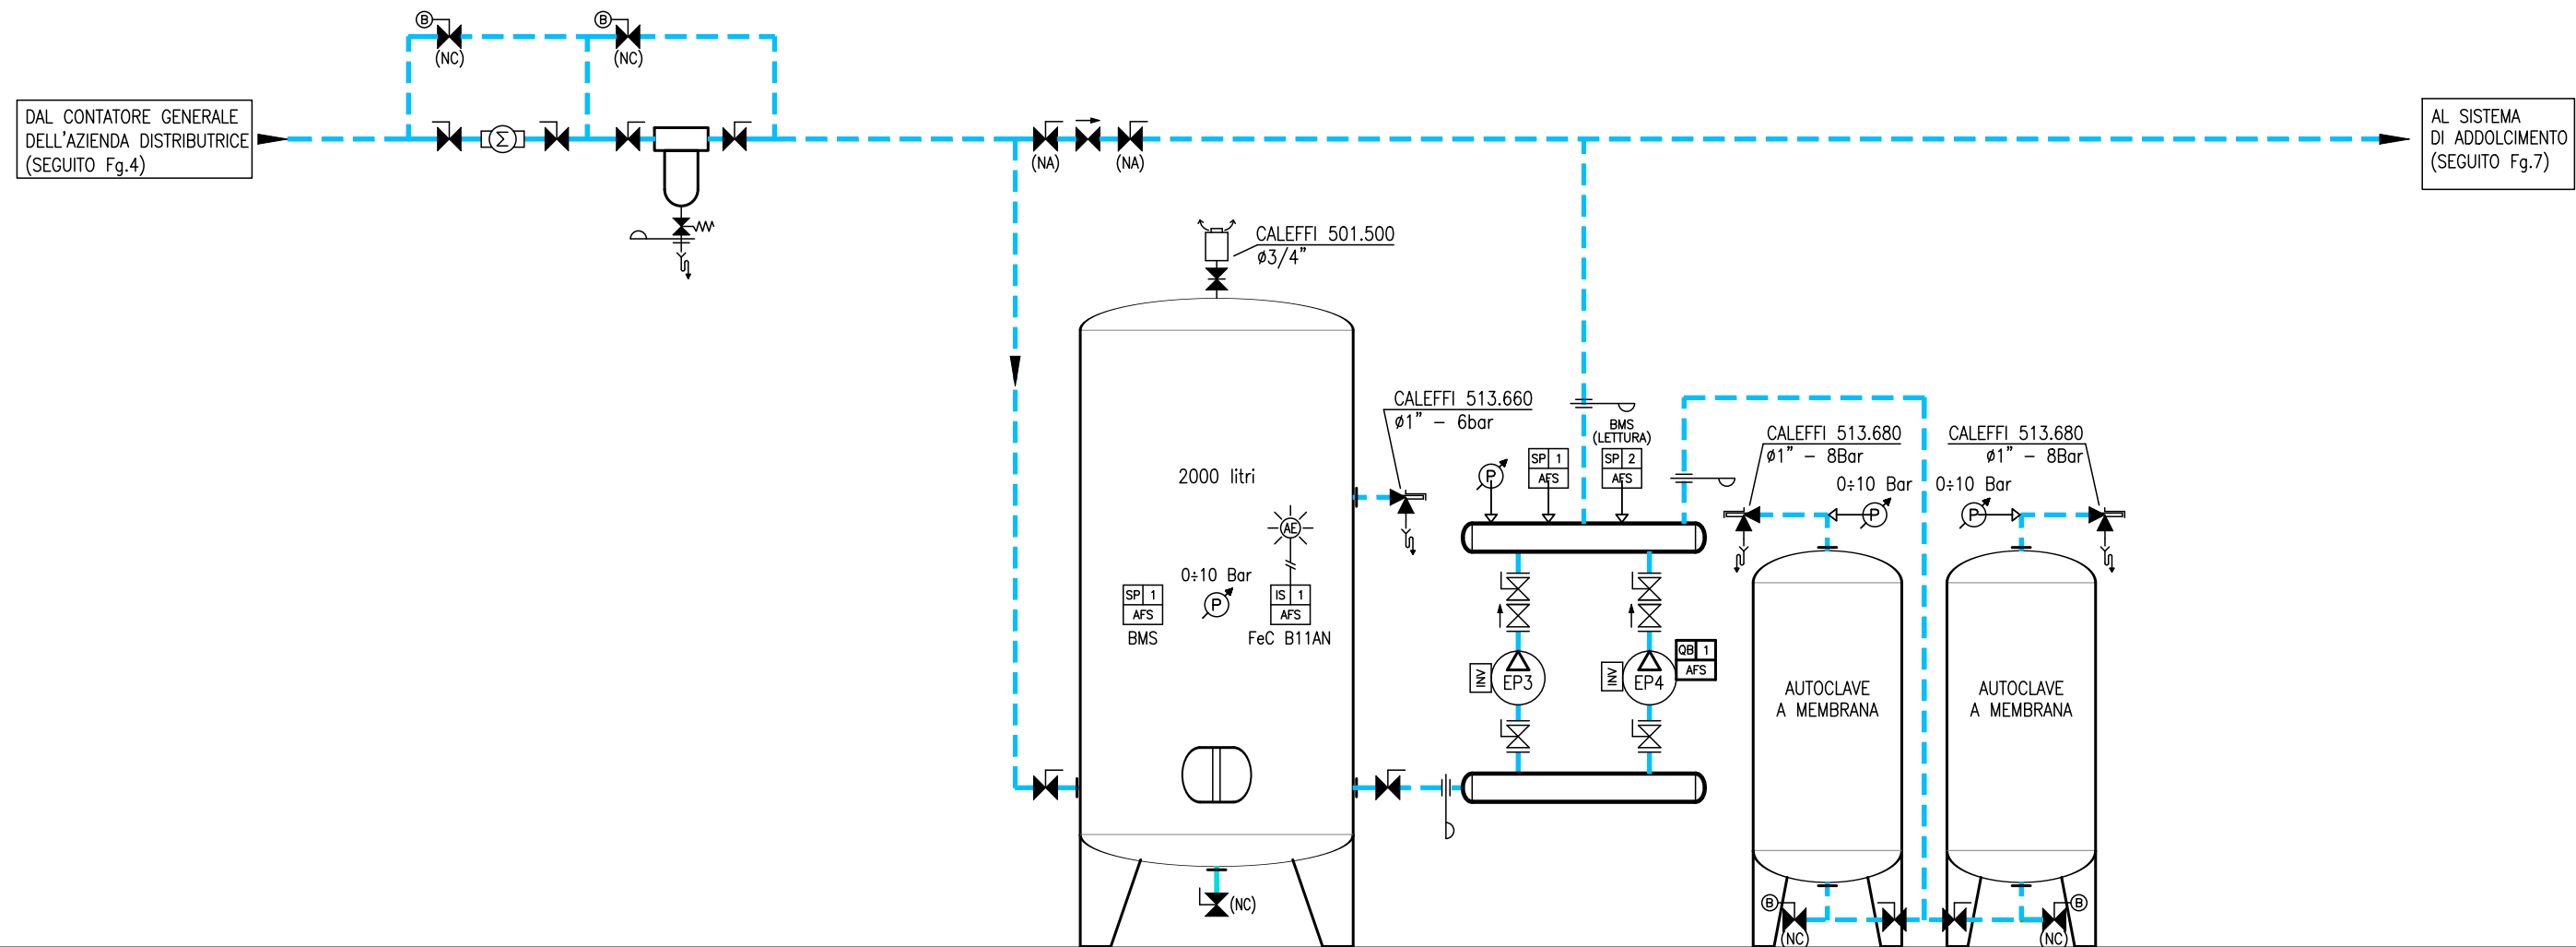 B
B
(NC)
(NC)
DAL CONTATORE GENERALE
DELL'AZIENDA DISTRIBUTRICE
(SEGUITO Fg.4)
Σ
(NA)
(NA)
AL SISTEMA
DI ADDOLCIMENTO
(SEGUITO Fg.7)
CALEFFI 501.500
ø3/4"
CALEFFI 513.660
ø1" - 6bar
BMS
(LETTURA)
CALEFFI 513.680
ø1" - 8Bar
CALEFFI 513.680
ø1" - 8Bar
2000 litri
P
SP 1
AFS
SP 2
AFS
0÷10 Bar
0÷10 Bar
P
P
AE
0÷10 Bar
SP 1
AFS
BMS
P
IS 1
AFS
FeC B11AN
INV
EP3
INV
EP4
QB 1
AFS
AUTOCLAVE
A MEMBRANA
AUTOCLAVE
A MEMBRANA
(NC)
B
B
(NC)
(NC)